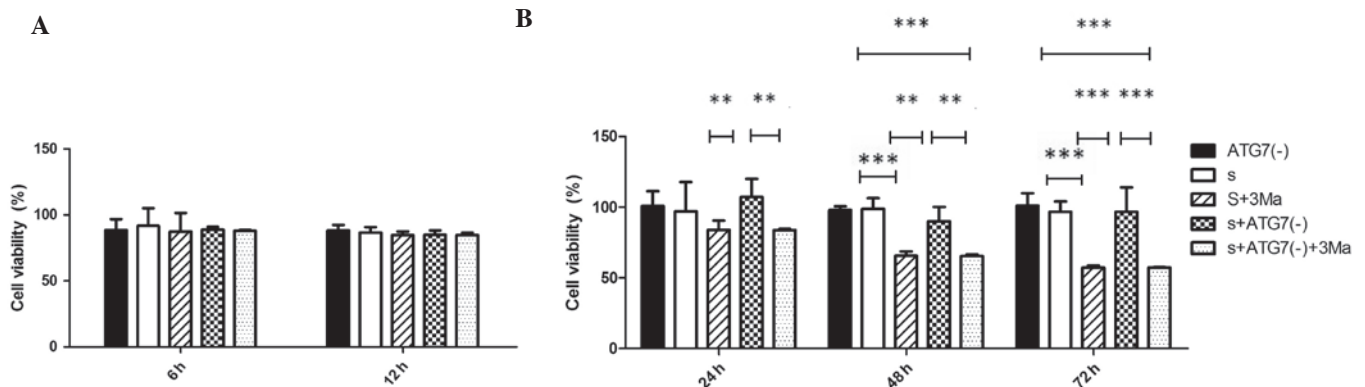 A
B
*** ***
** ** ** ** *** ***
*** ***
150
100
50
0
Cell viability (%)
6h 12h
150
100
50
0
Cell viability (%)
24h 48h 72h
ATG7(-)
s
S+3Ma
s+ATG7(-)
s+ATG7(-)+3Ma